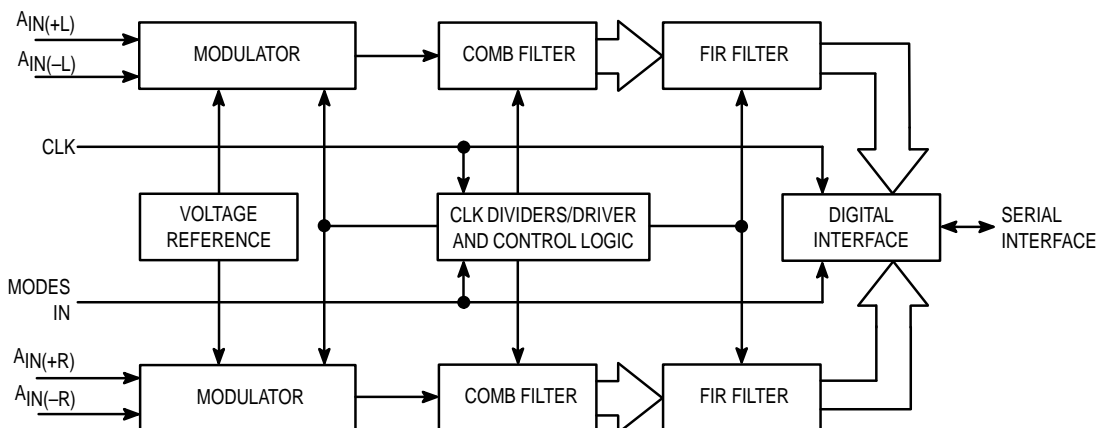 AIN(+L)
AIN(–L)
MODULATOR
COMB FILTER
FIR FILTER
CLK
VOLTAGE
REFERENCE
CLK DIVIDERS/DRIVER
AND CONTROL LOGIC
DIGITAL
INTERFACE
SERIAL
INTERFACE
MODES
IN
AIN(+R)
AIN(–R)
MODULATOR
COMB FILTER
FIR FILTER